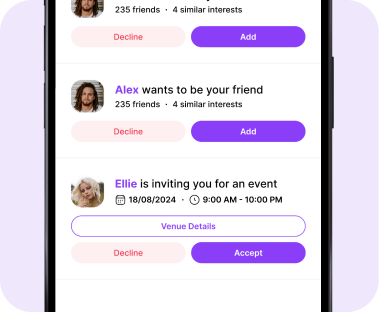 235 friends · 4 similar interests
Decline
Add
Alex wants to be your friend
235 friends · 4 similar interests
Decline
Add
Ellie is inviting you for an event
18/08/2024 · 9:00 AM - 10:00 PM
Venue Details
Decline
Accept